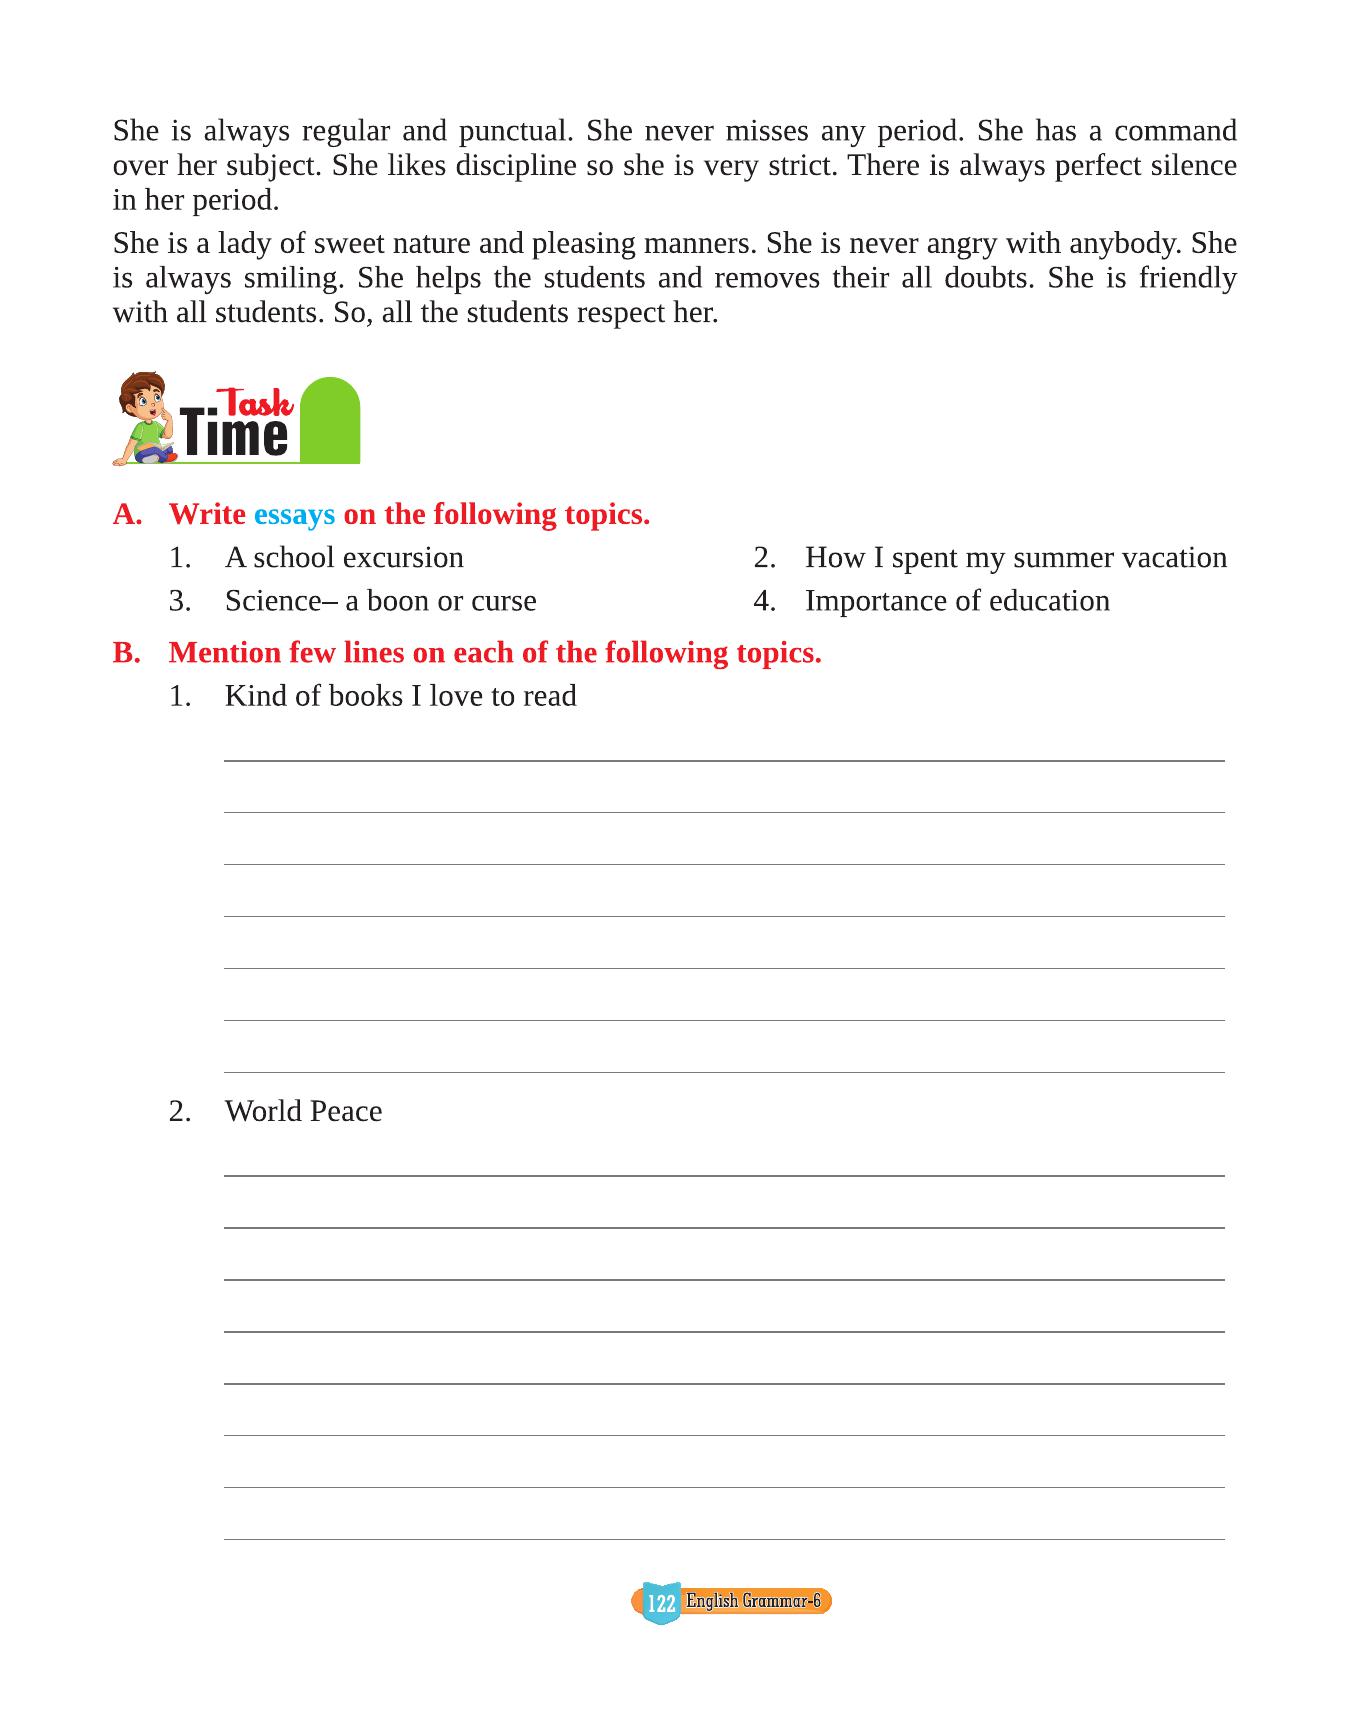 She is always regular and punctual. She never misses any period. She has a command
over her subject. She likes discipline so she is very strict. There is always perfect silence
in her period.
She is a lady of sweet nature and pleasing manners. She is never angry with anybody. She
is always smiling. She helps the students and removes their all doubts. She is friendly
with all students. So, all the students respect her.
Task
Time
A. Write essays on the following topics.
1. A school excursion 2. How I spent my summer vacation
3. Science– a boon or curse 4. Importance of education
B. Mention few lines on each of the following topics.
1. Kind of books I love to read
2. World Peace
122 English Grammar-6